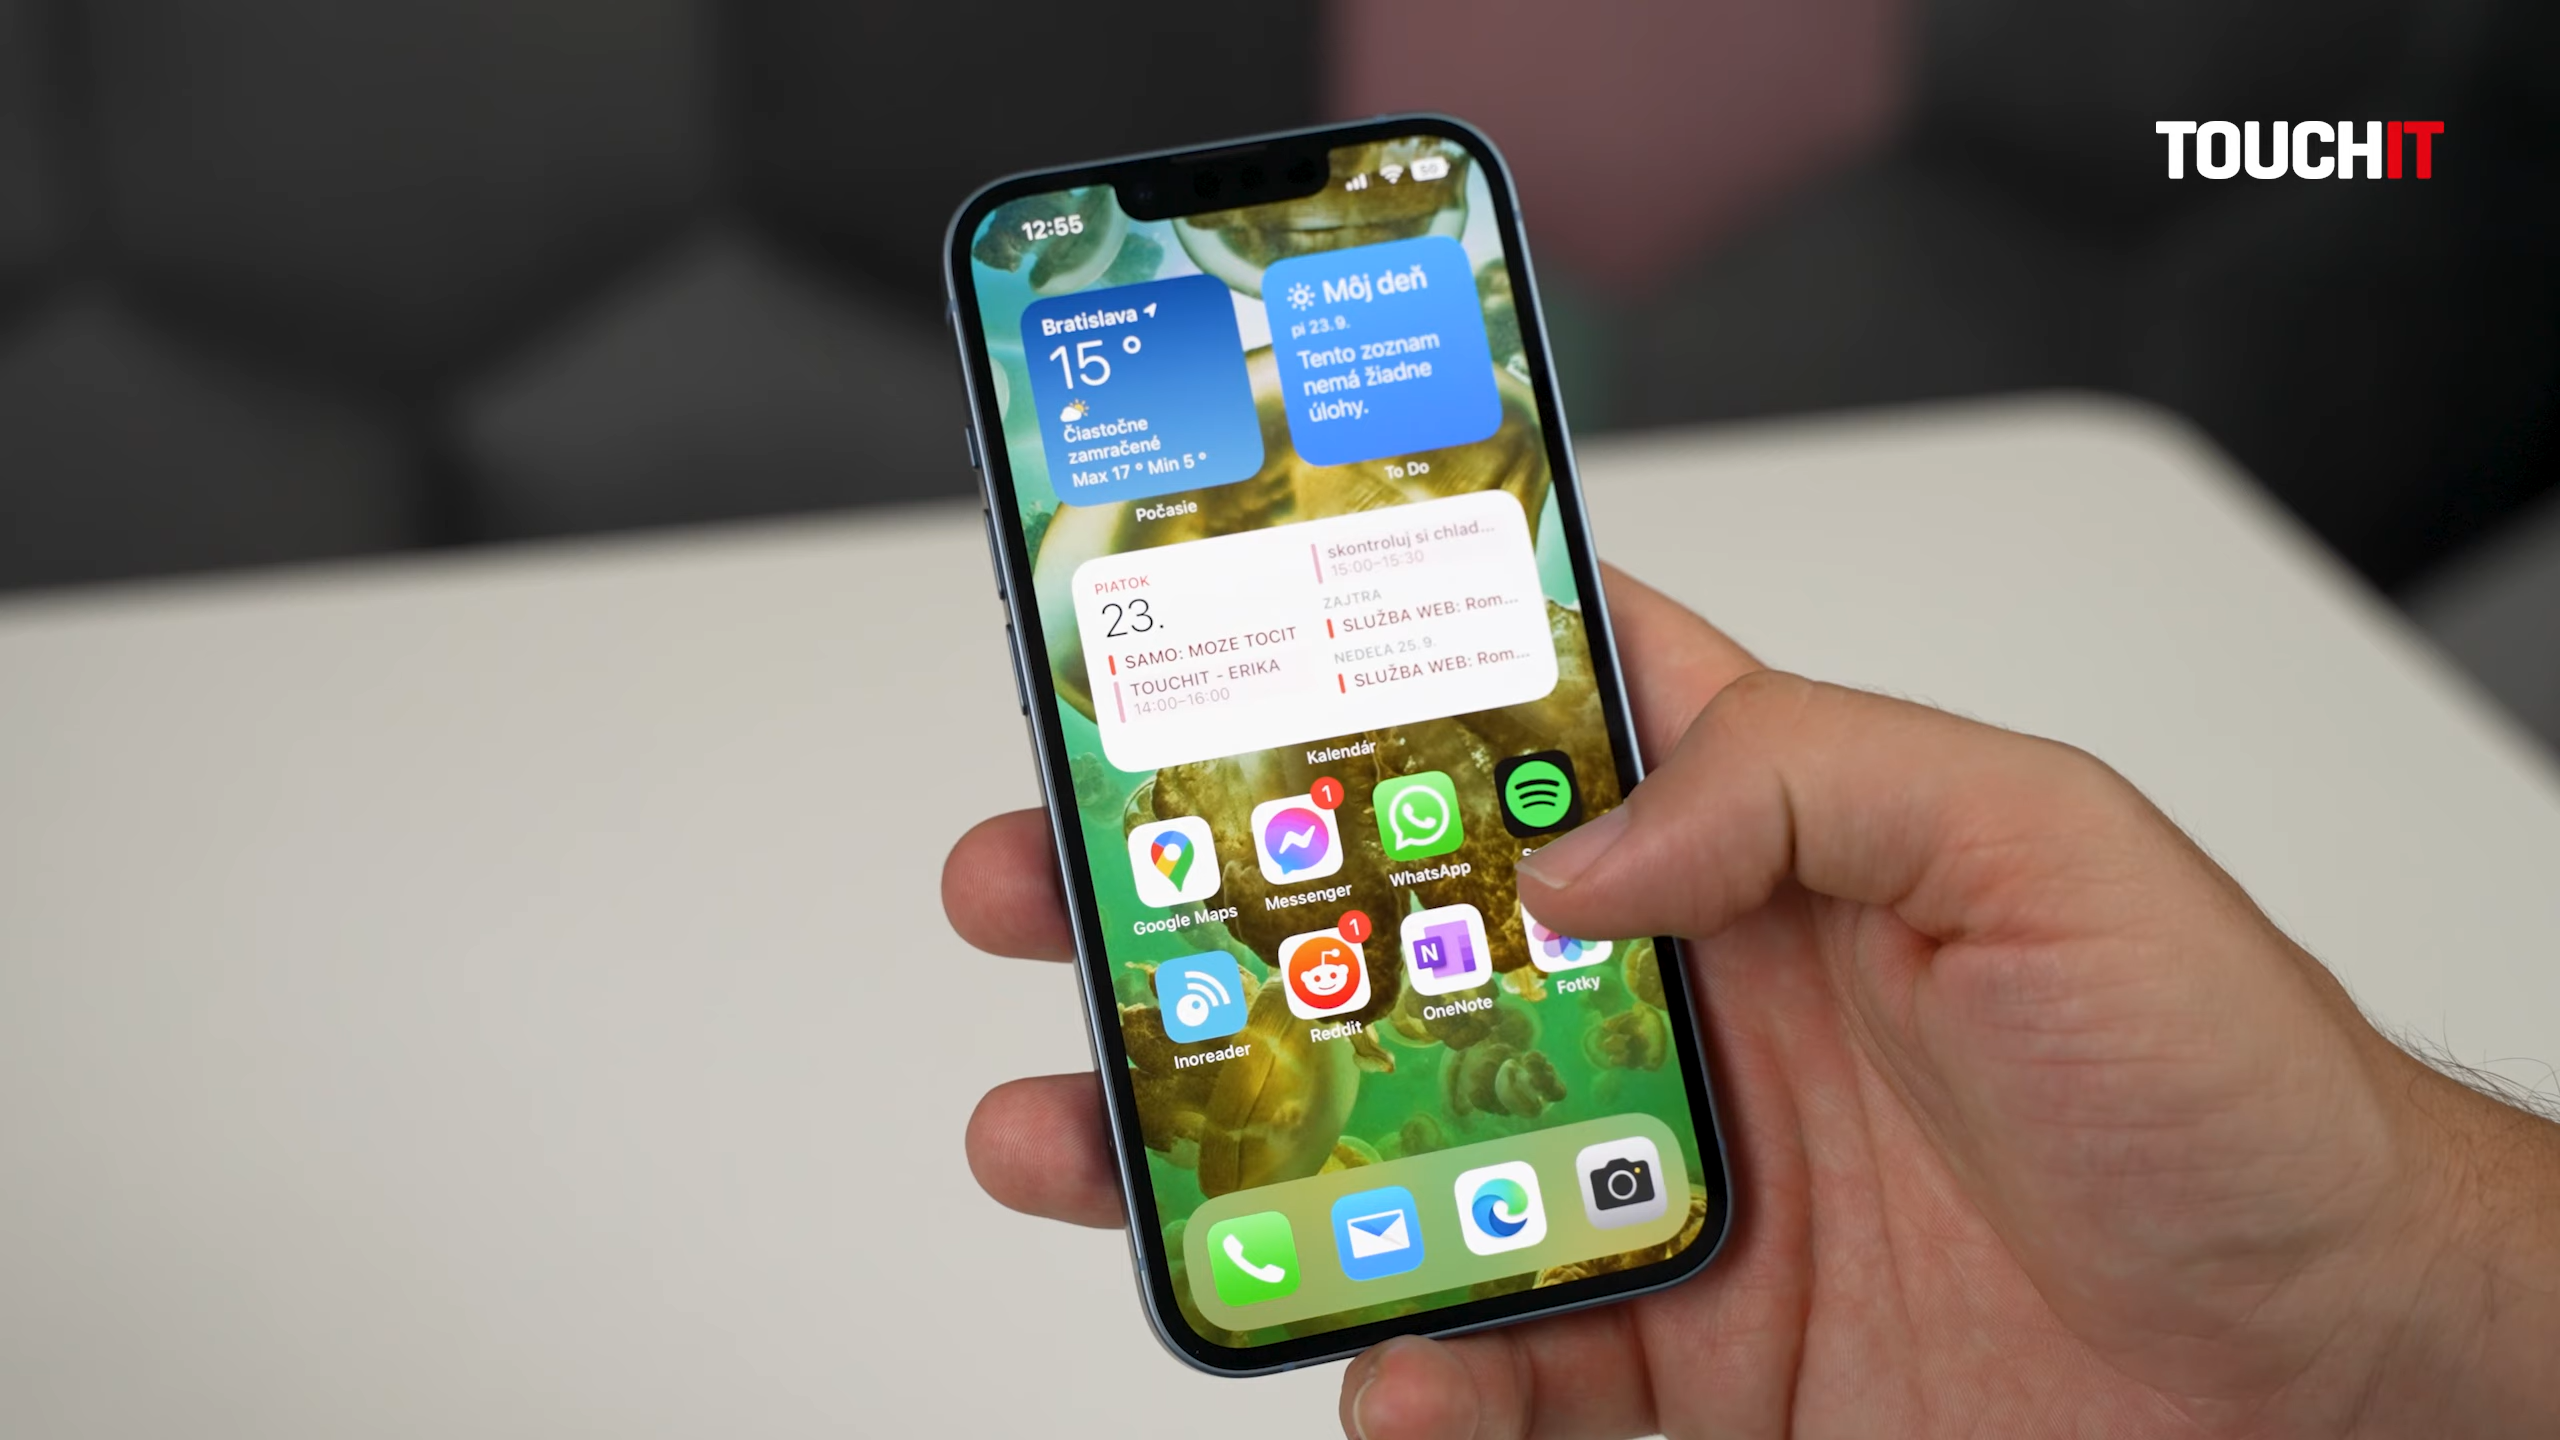 TOUCHIT
12:55
50
Bratislava
15°
Čiastočne
zamračené
Max 17° Min 5°
Počasie
Môj deň
pi 23. 9.
Tento zoznam
nemá žiadne
úlohy.
To Do
PIATOK
23.
SAMO: MOZE TOCIT
TOUCHIT - ERIKA
14:00–16:00
skontroluj si chlad...
15:00–15:30
ZAJTRA
SLUŽBA WEB: Rom...
NEDEĽA 25. 9.
SLUŽBA WEB: Rom...
Kalendár
1
Google Maps
Messenger
WhatsApp
1
N
Inoreader
Reddit
OneNote
Fotky